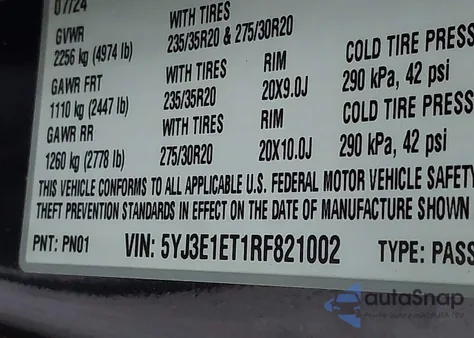 07/24
GVWR WITH TIRES
2256 kg (4974 lb) 235/35R20 & 275/30R20
GAWR FRT WITH TIRES RIM COLD TIRE PRESS
1110 kg (2447 lb) 235/35R20 20X9.0J 290 kPa, 42 psi
GAWR RR WITH TIRES RIM COLD TIRE PRESS
1260 kg (2778 lb) 275/30R20 20X10.0J 290 kPa, 42 psi
THIS VEHICLE CONFORMS TO ALL APPLICABLE U.S. FEDERAL MOTOR VEHICLE SAFETY
THEFT PREVENTION STANDARDS IN EFFECT ON THE DATE OF MANUFACTURE SHOWN
PNT: PN01 VIN: 5YJ3E1ET1RF821002 TYPE: PASS
autaSnap